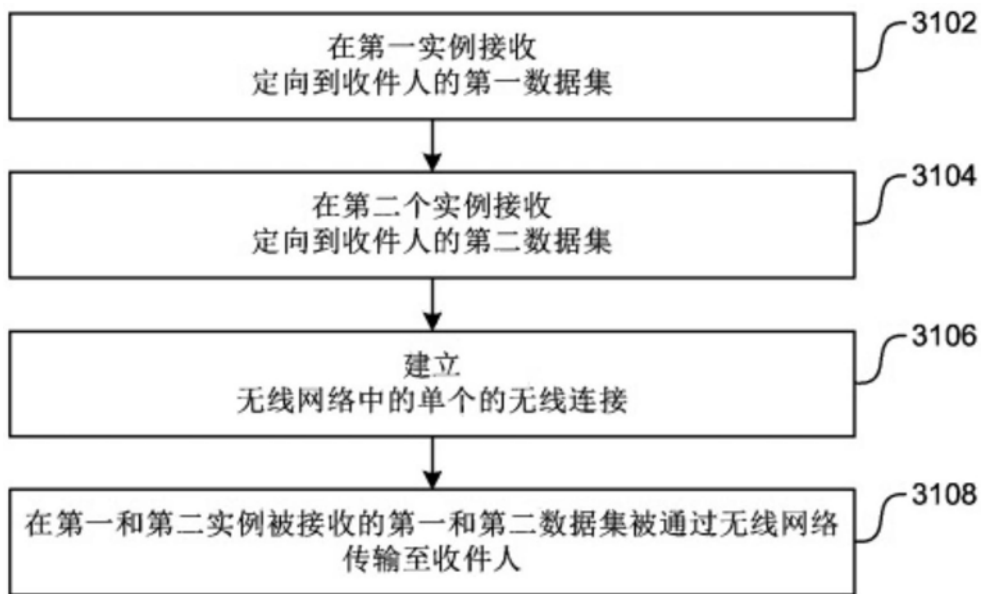 在第一实例接收
定向到收件人的第一数据集
3102
在第二个实例接收
定向到收件人的第二数据集
3104
建立
无线网络中的单个的无线连接
3106
在第一和第二实例被接收的第一和第二数据集被通过无线网络
传输至收件人
3108